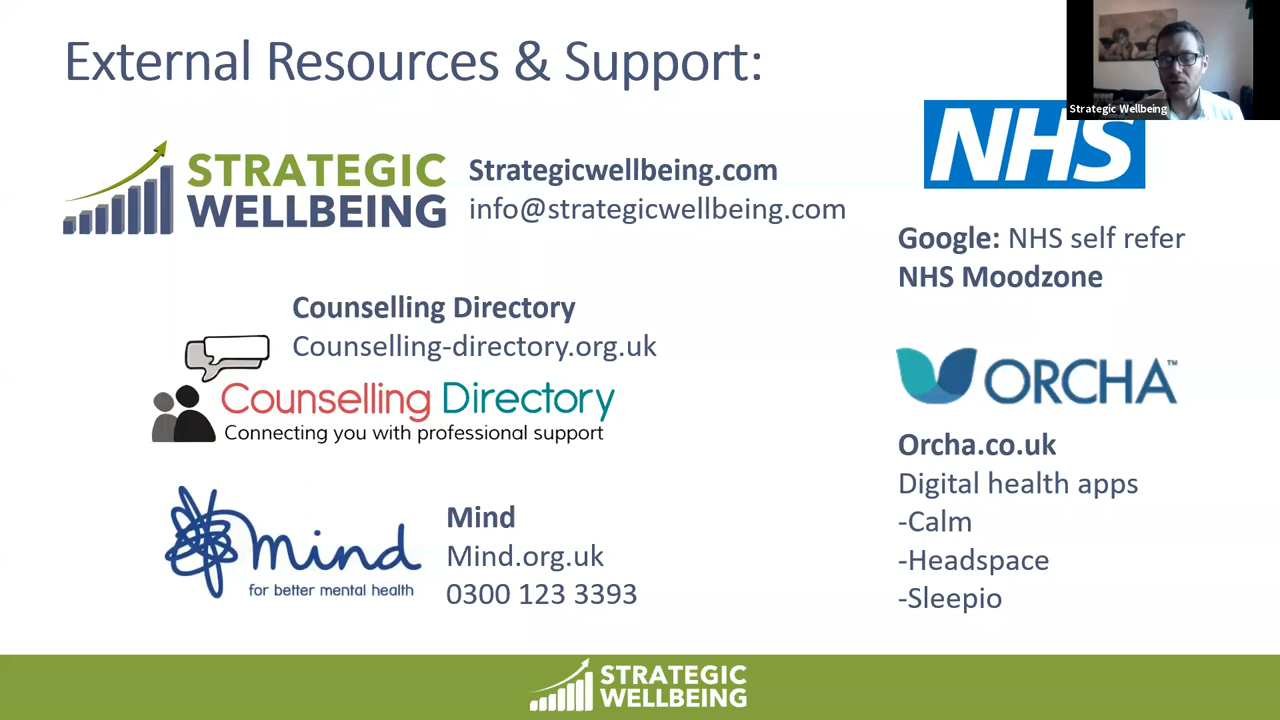 External Resources & Support:
Strategic Wellbeing
STRATEGIC
WELLBEING
Strategicwellbeing.com
info@strategicwellbeing.com
NHS
Google: NHS self refer
NHS Moodzone
Counselling Directory
Counselling-directory.org.uk
Counselling Directory
Connecting you with professional support
ORCHA™
Orcha.co.uk
Digital health apps
-Calm
-Headspace
-Sleepio
mind
for better mental health
Mind
Mind.org.uk
0300 123 3393
STRATEGIC
WELLBEING